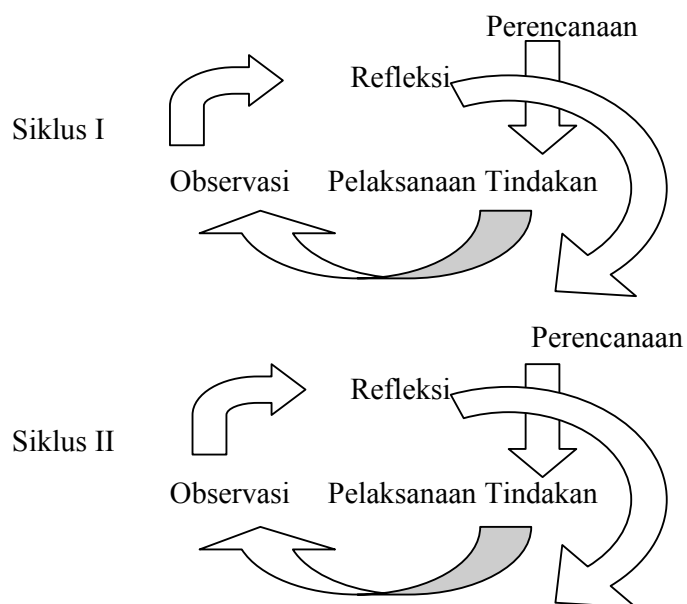 Perencanaan
Refleksi
Siklus I
Observasi Pelaksanaan Tindakan
Perencanaan
Refleksi
Siklus II
Observasi Pelaksanaan Tindakan